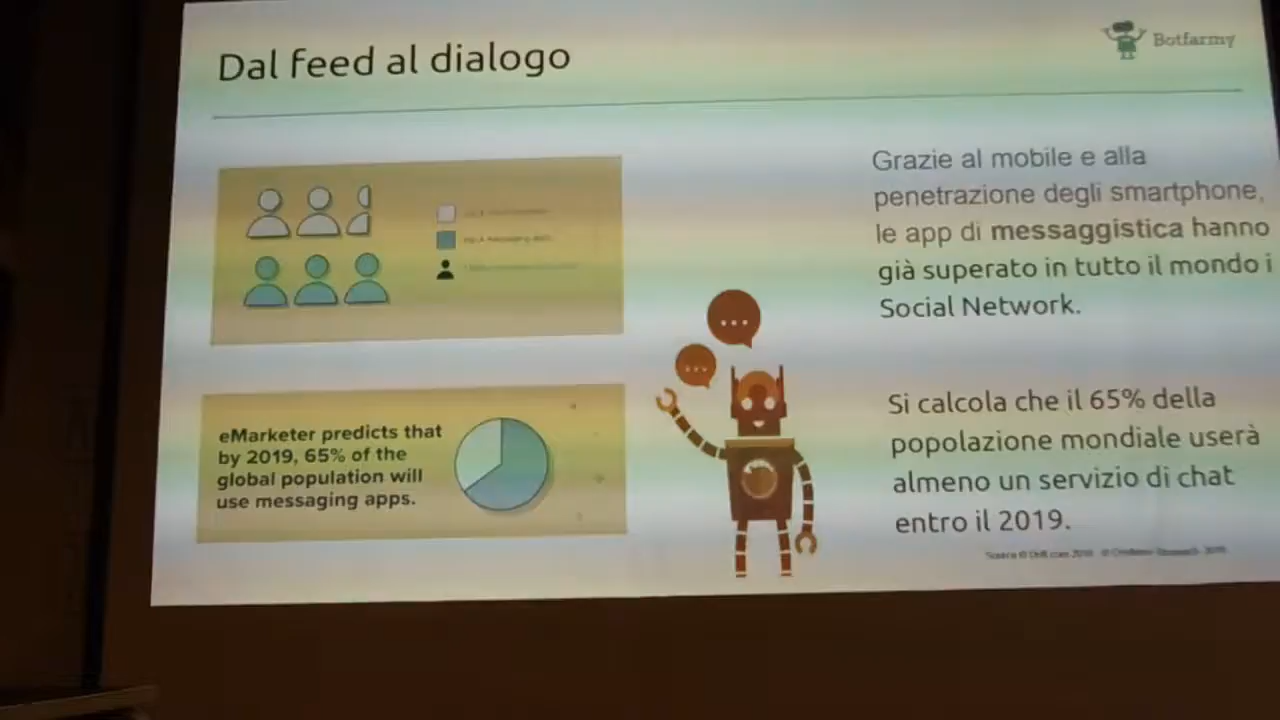 Dal feed al dialogo
Botfarmy
Grazie al mobile e alla
penetrazione degli smartphone,
le app di messaggistica hanno
già superato in tutto il mondo i
Social Network.
eMarketer predicts that
by 2019, 65% of the
global population will
use messaging apps.
Si calcola che il 65% della
popolazione mondiale userà
almeno un servizio di chat
entro il 2019.